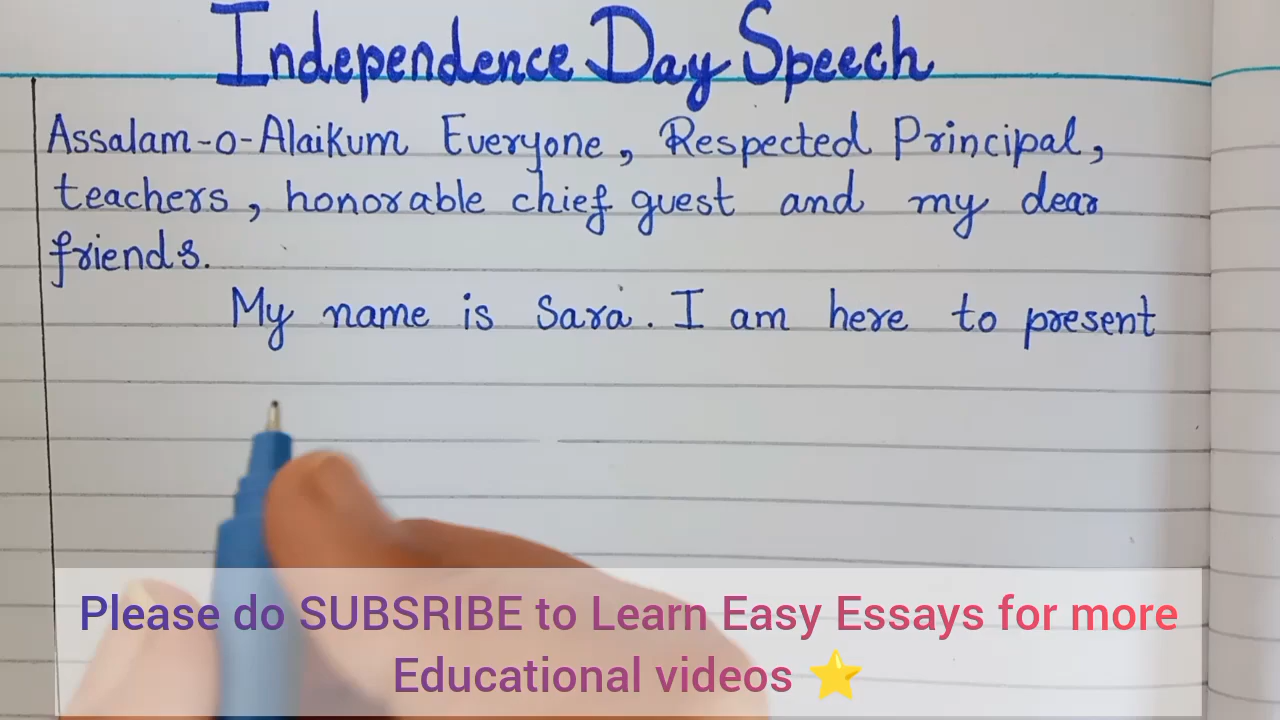 Independence Day Speech
Assalam-o-Alaikum Everyone, Respected Principal,
teachers, honorable chief guest and my dear
friends.
My name is Sara. I am here to present
Please do SUBSRIBE to Learn Easy Essays for more
Educational videos ⭐